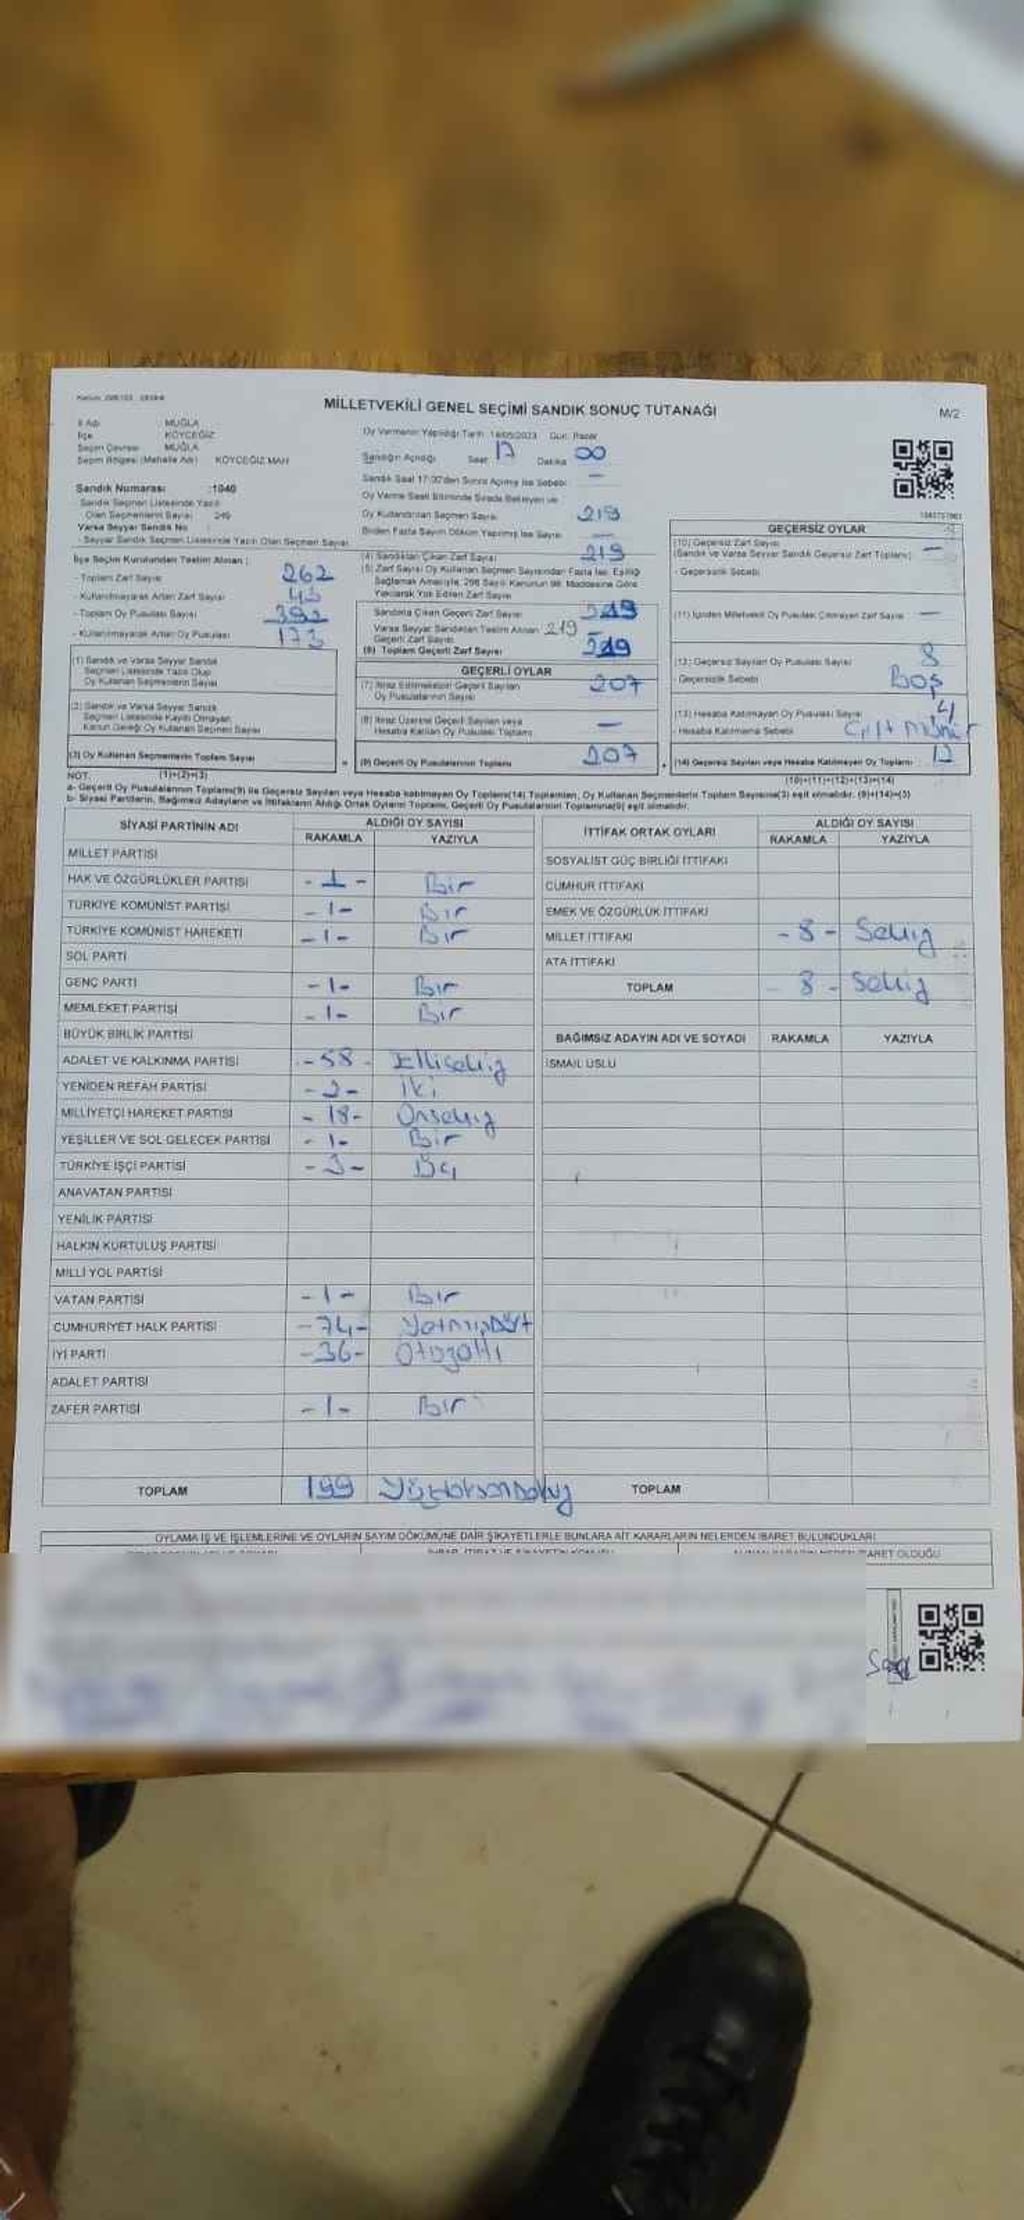 MİLLETVEKİLİ GENEL SEÇİMİ SANDIK SONUÇ TUTANAĞI
M/2
İl Adı : MUĞLA
İlçe : KÖYCEĞİZ
Seçim Çevresi : MUĞLA
Seçim Bölgesi (Mahalle Adı) : KÖYCEĞİZ MAH
Sandık Numarası :1040
Sandık Seçmen Listesinde Yazılı
Olan Seçmenlerin Sayısı : 249
Varsa Seyyar Sandık No :
- Seyyar Sandık Seçmen Listesinde Yazılı Olan Seçmen Sayısı
Oy Vermenin Yapıldığı Tarih :14/05/2023 Gün: Pazar
Sandığın Açıldığı Saat 17 Dakika 00
Sandık Saat 17:00'den Sonra Açılmış İse Sebebi: —
Oy Verme Saati Bitiminde Sırada Bekleyen ve
Oy Kullandırılan Seçmen Sayısı 219
Birden Fazla Sayım Döküm Yapılmış İse Sayısı —
İlçe Seçim Kurulundan Teslim Alınan :
- Toplam Zarf Sayısı 262
- Kullanılmayarak Artan Zarf Sayısı 43
- Toplam Oy Pusulası Sayısı 392
- Kullanılmayarak Artan Oy Pusulası 173
(1) Sandık ve Varsa Seyyar Sandık
Seçmen Listesinde Yazılı Olup
Oy Kullanan Seçmenlerin Sayısı
(2) Sandık ve Varsa Seyyar Sandık
Seçmen Listesinde Kayıtlı Olmayan,
Kanun Gereği Oy Kullanan Seçmen Sayısı
(3) Oy Kullanan Seçmenlerin Toplam Sayısı
(4) Sandıktan Çıkan Zarf Sayısı 219
(5) Zarf Sayısı Oy Kullanan Seçmen Sayısından Fazla İse, Eşitliği
Sağlamak Amacıyla, 298 Sayılı Kanunun 98. Maddesine Göre
Yakılarak Yok Edilen Zarf Sayısı
Sandıkta Çıkan Geçerli Zarf Sayısı 219
Varsa Seyyar Sandıktan Teslim Alınan 219
Geçerli Zarf Sayısı
(6) Toplam Geçerli Zarf Sayısı 219
GEÇERLİ OYLAR
(7) İtiraz Edilmeksizin Geçerli Sayılan 207
Oy Pusulalarının Sayısı
(8) İtiraz Üzerine Geçerli Sayılan veya —
Hesaba Katılan Oy Pusulası Toplamı
(9) Geçerli Oy Pusulalarının Toplamı 207
GEÇERSİZ OYLAR
(10) Geçersiz Zarf Sayısı
(Sandık ve Varsa Seyyar Sandık Geçersiz Zarf Toplamı) —
- Geçersizlik Sebebi
(11) İçinden Milletvekili Oy Pusulası Çıkmayan Zarf Sayısı —
(12) Geçersiz Sayılan Oy Pusulası Sayısı 8
- Geçersizlik Sebebi Boş
(13) Hesaba Katılmayan Oy Pusulası Sayısı 4
- Hesaba Katılmama Sebebi Çift Mühür
(14) Geçersiz Sayılan veya Hesaba Katılmayan Oy Toplamı 12
NOT: (1)+(2)=(3)
(10)+(11)+(12)+(13)=(14)
a- Geçerli Oy Pusulalarının Toplamı(9) ile Geçersiz Sayılan veya Hesaba katılmayan Oy Toplamı(14) Toplamları, Oy Kullanan Seçmenlerin Toplam Sayısına(3) eşit olmalıdır. (9)+(14)=(3)
b- Siyasi Partilerin, Bağımsız Adayların ve İttifakların Aldığı Ortak Oyların Toplamı, Geçerli Oy Pusulalarının Toplamına(9) eşit olmalıdır.
SİYASİ PARTİNİN ADI ALDIĞI OY SAYISI
RAKAMLA YAZIYLA
MİLLET PARTİSİ
HAK VE ÖZGÜRLÜKLER PARTİSİ -1- Bir
TÜRKİYE KOMÜNİST PARTİSİ -1- Bir
TÜRKİYE KOMÜNİST HAREKETİ -1- Bir
SOL PARTİ
GENÇ PARTİ -1- Bir
MEMLEKET PARTİSİ -1- Bir
BÜYÜK BİRLİK PARTİSİ
ADALET VE KALKINMA PARTİSİ -58- Ellisekiz
YENİDEN REFAH PARTİSİ -2- İki
MİLLİYETÇİ HAREKET PARTİSİ -18- Onsekiz
YEŞİLLER VE SOL GELECEK PARTİSİ -1- Bir
TÜRKİYE İŞÇİ PARTİSİ -3- Üç
ANAVATAN PARTİSİ
YENİLİK PARTİSİ
HALKIN KURTULUŞ PARTİSİ
MİLLİ YOL PARTİSİ
VATAN PARTİSİ -1- Bir
CUMHURİYET HALK PARTİSİ -74- Yetmişdört
İYİ PARTİ -36- Otuzaltı
ADALET PARTİSİ
ZAFER PARTİSİ -1- Bir
TOPLAM 199 Yüzdoksandokuz
İTTİFAK ORTAK OYLARI ALDIĞI OY SAYISI
RAKAMLA YAZIYLA
SOSYALİST GÜÇ BİRLİĞİ İTTİFAKI
CUMHUR İTTİFAKI
EMEK VE ÖZGÜRLÜK İTTİFAKI
MİLLET İTTİFAKI -8- Sekiz
ATA İTTİFAKI
TOPLAM -8- Sekiz
BAĞIMSIZ ADAYIN ADI VE SOYADI RAKAMLA YAZIYLA
İSMAİL USLU
TOPLAM
OYLAMA İŞ VE İŞLEMLERİNE VE OYLARIN SAYIM DÖKÜMÜNE DAİR ŞİKAYETLERLE BUNLARA AİT KARARLARIN NELERDEN İBARET BULUNDUKLARI